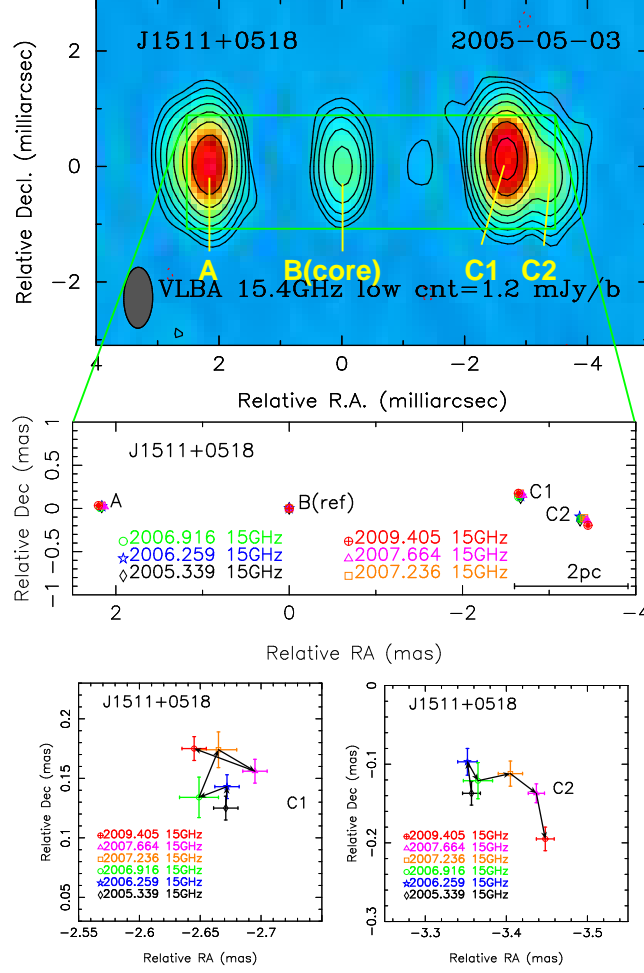 J1511+0518 2005-05-03
Relative Decl. (milliarcsec)
2
0
−2
A B(core) C1 C2
VLBA 15.4GHz low cnt=1.2 mJy/b
4 2 0 −2 −4
Relative R.A. (milliarcsec)
Relative Dec (mas)
1
0.5
0
−0.5
−1
J1511+0518
A B(ref) C1
C2
2006.916 15GHz 2009.405 15GHz
2006.259 15GHz 2007.664 15GHz
2005.339 15GHz 2007.236 15GHz
2pc
2 0 −2 −4
Relative RA (mas)
Relative Dec (mas)
0.2
0.15
0.1
0.05
J1511+0518
C1
2009.405 15GHz
2007.664 15GHz
2007.236 15GHz
2006.916 15GHz
2006.259 15GHz
2005.339 15GHz
−2.55 −2.6 −2.65 −2.7
Relative RA (mas)
Relative Dec (mas)
0
−0.1
−0.2
−0.3
J1511+0518
C2
2009.405 15GHz
2007.664 15GHz
2007.236 15GHz
2006.916 15GHz
2006.259 15GHz
2005.339 15GHz
−3.3 −3.4 −3.5
Relative RA (mas)